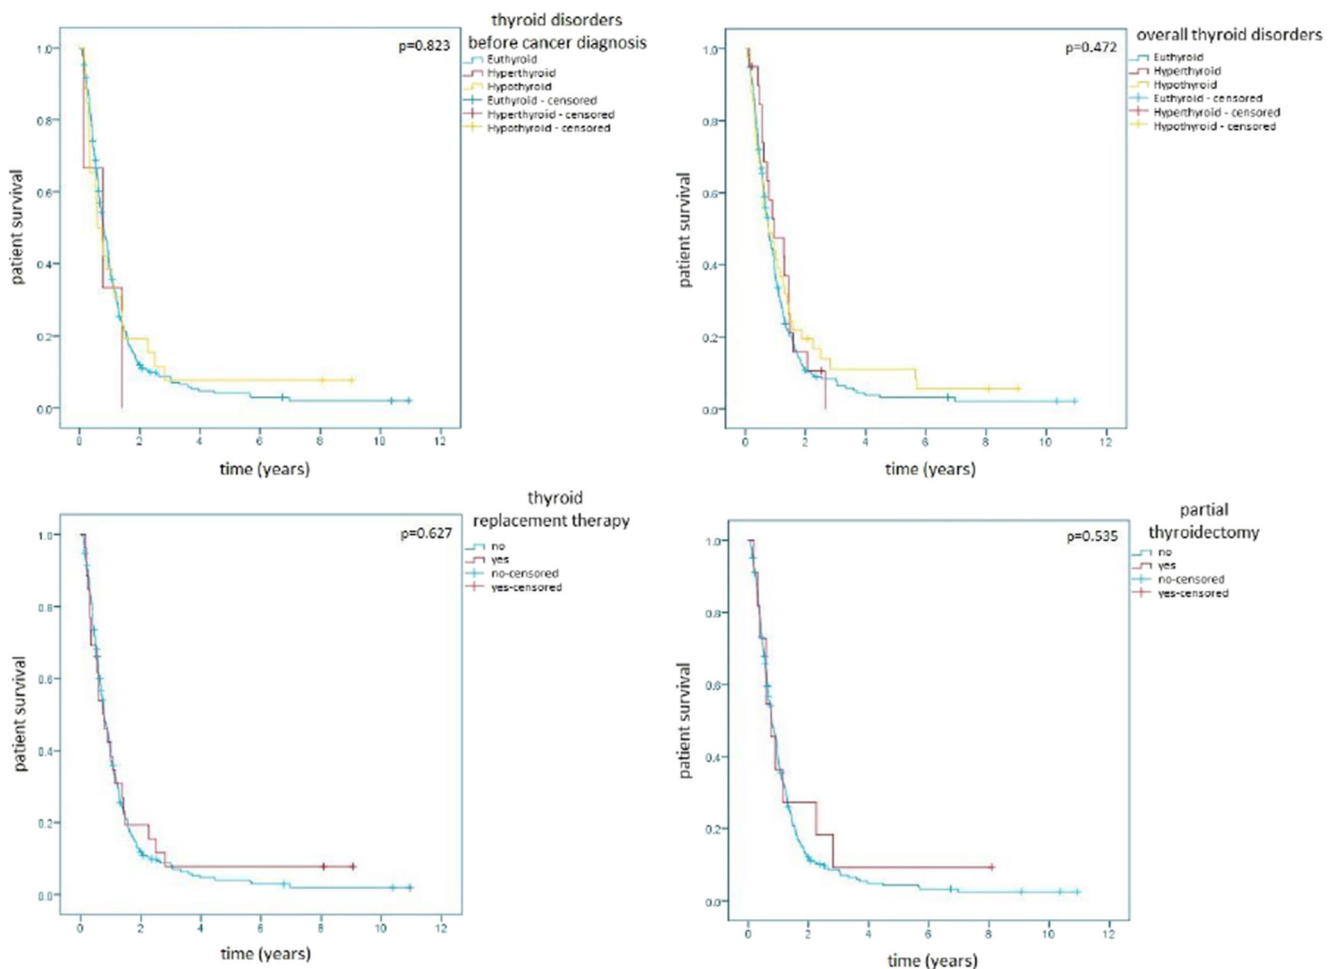 thyroid disorders
before cancer diagnosis
p=0.823
Euthyroid
Hyperthyroid
Hypothyroid
Euthyroid - censored
Hyperthyroid - censored
Hypothyroid - censored
patient survival
1.0
0.8
0.6
0.4
0.2
0.0
0 2 4 6 8 10 12
time (years)
overall thyroid disorders
p=0.472
Euthyroid
Hyperthyroid
Hypothyroid
Euthyroid - censored
Hyperthyroid - censored
Hypothyroid - censored
patient survival
1.0
0.8
0.6
0.4
0.2
0.0
0 2 4 6 8 10 12
time (years)
thyroid
replacement therapy
p=0.627
no
yes
no-censored
yes-censored
patient survival
1.0
0.8
0.6
0.4
0.2
0.0
0 2 4 6 8 10 12
time (years)
partial
thyroidectomy
p=0.535
no
yes
no-censored
yes-censored
patient survival
1.0
0.8
0.6
0.4
0.2
0.0
0 2 4 6 8 10 12
time (years)